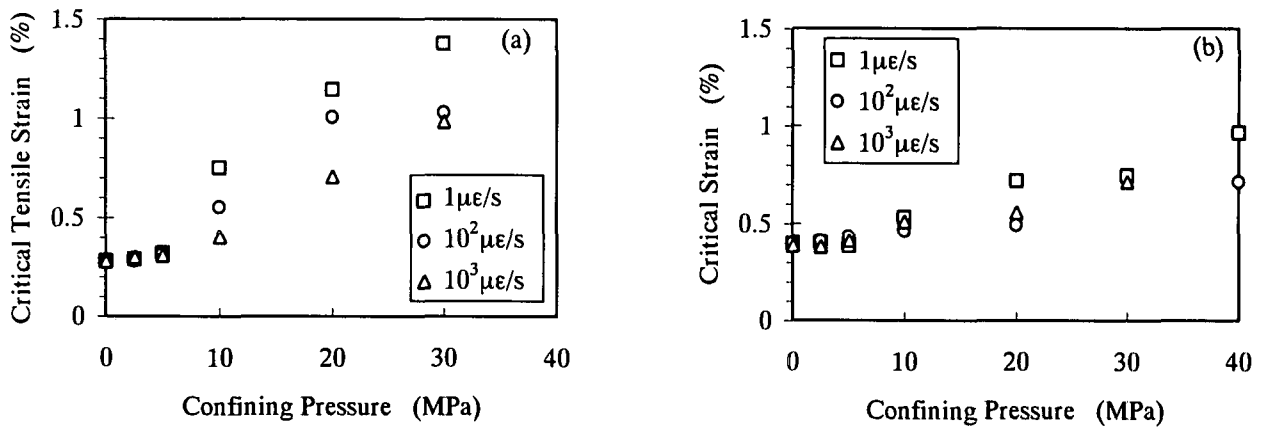 Critical Tensile Strain (%)
1.5
1
0.5
0
(a)
1µε/s
10²µε/s
10³µε/s
0 10 20 30 40
Confining Pressure (MPa)
Critical Strain (%)
1.5
1
0.5
0
(b)
1µε/s
10²µε/s
10³µε/s
0 10 20 30 40
Confining Pressure (MPa)